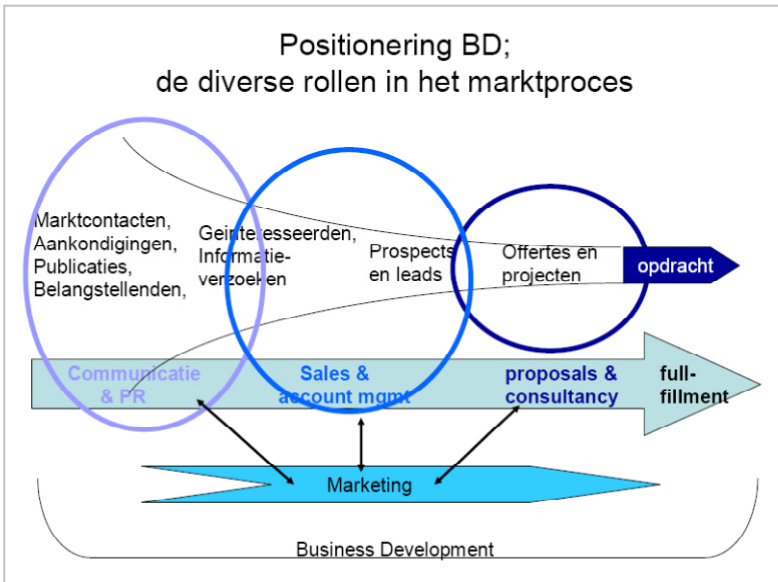 Positionering BD;
de diverse rollen in het marktproces
Marktcontacten,
Aankondigingen,
Publicaties,
Belangstellenden,
Geinteresseerden,
Informatie-
verzoeken
Prospects
en leads
Offertes en
projecten
opdracht
Communicatie
& PR
Sales &
account mgmt
proposals &
consultancy
full-
fillment
Marketing
Business Development